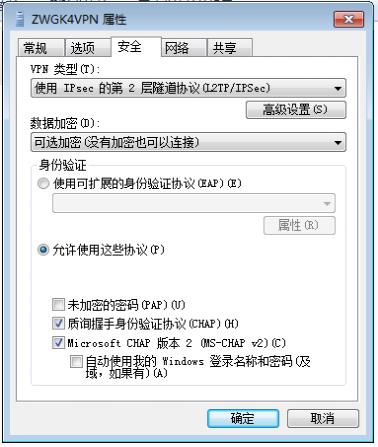 ZWGK4VPN 属性
常规 选项 安全 网络 共享
VPN 类型(T):
使用 IPsec 的第 2 层隧道协议(L2TP/IPSec)
高级设置(S)
数据加密(D):
可选加密(没有加密也可以连接)
身份验证
使用可扩展的身份验证协议(EAP)(E)
属性(R)
允许使用这些协议(P)
未加密的密码(PAP)(U)
质询握手身份验证协议(CHAP)(H)
Microsoft CHAP 版本 2 (MS-CHAP v2)(C)
自动使用我的 Windows 登录名称和密码(及
域,如果有)(A)
确定 取消